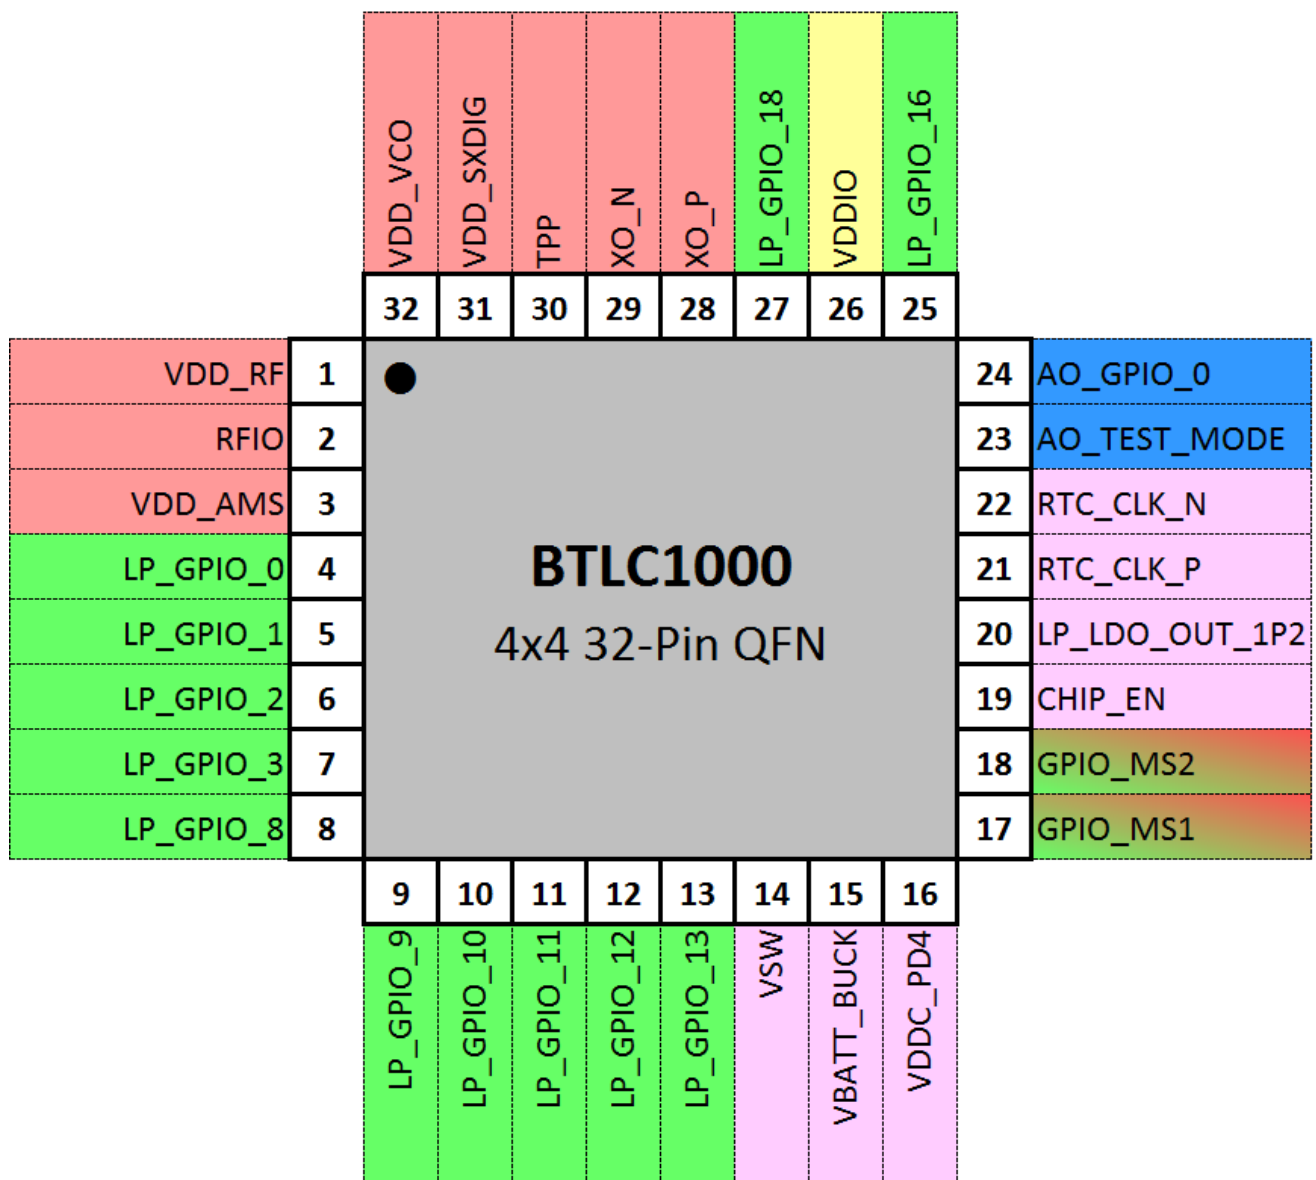 VDD_VCO
VDD_SXDIG
TPP
XO_N
XO_P
LP_GPIO_18
VDDIO
LP_GPIO_16
32 31 30 29 28 27 26 25
VDD_RF 1
RFIO 2
VDD_AMS 3
LP_GPIO_0 4
LP_GPIO_1 5
LP_GPIO_2 6
LP_GPIO_3 7
LP_GPIO_8 8
BTLC1000
4x4 32-Pin QFN
24 AO_GPIO_0
23 AO_TEST_MODE
22 RTC_CLK_N
21 RTC_CLK_P
20 LP_LDO_OUT_1P2
19 CHIP_EN
18 GPIO_MS2
17 GPIO_MS1
9 10 11 12 13 14 15 16
LP_GPIO_9
LP_GPIO_10
LP_GPIO_11
LP_GPIO_12
LP_GPIO_13
VSW
VBATT_BUCK
VDDC_PD4